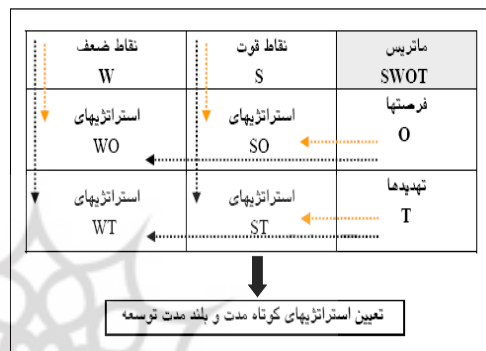 ماتریس
SWOT
نقاط قوت
S
نقاط ضعف
W
فرصتها
O
استراتژیهای
SO
استراتژیهای
WO
تهدیدها
T
استراتژیهای
ST
استراتژیهای
WT
تعیین استراتژیهای کوتاه مدت و بلند مدت توسعه